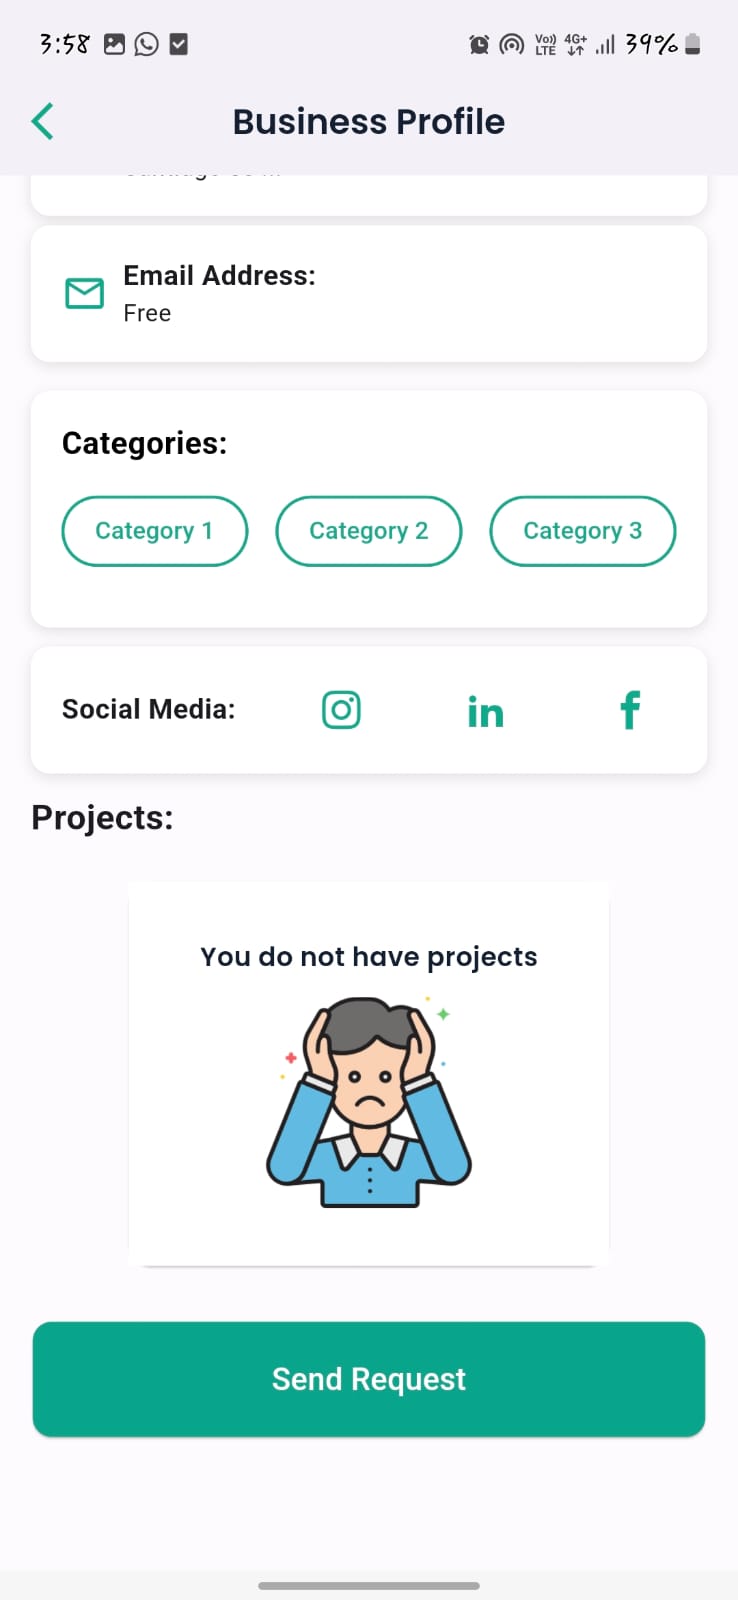 3:58
Vo)) LTE 4G+ 39%
Business Profile
Email Address:
Free
Categories:
Category 1 Category 2 Category 3
Social Media: in f
Projects:
You do not have projects
Send Request